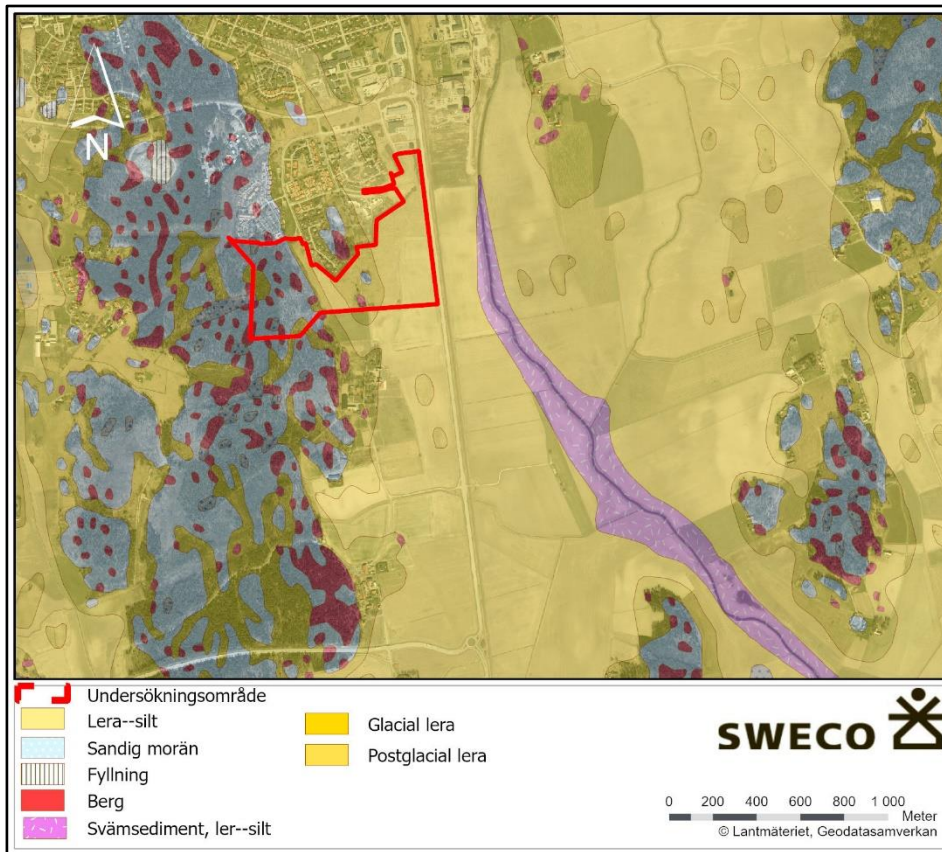 N
Undersökningsområde
Lera--silt
Sandig morän
Fyllning
Berg
Svämsediment, ler--silt
Glacial lera
Postglacial lera
SWECO
0 200 400 600 800 1 000
Meter
© Lantmäteriet, Geodatasamverkan